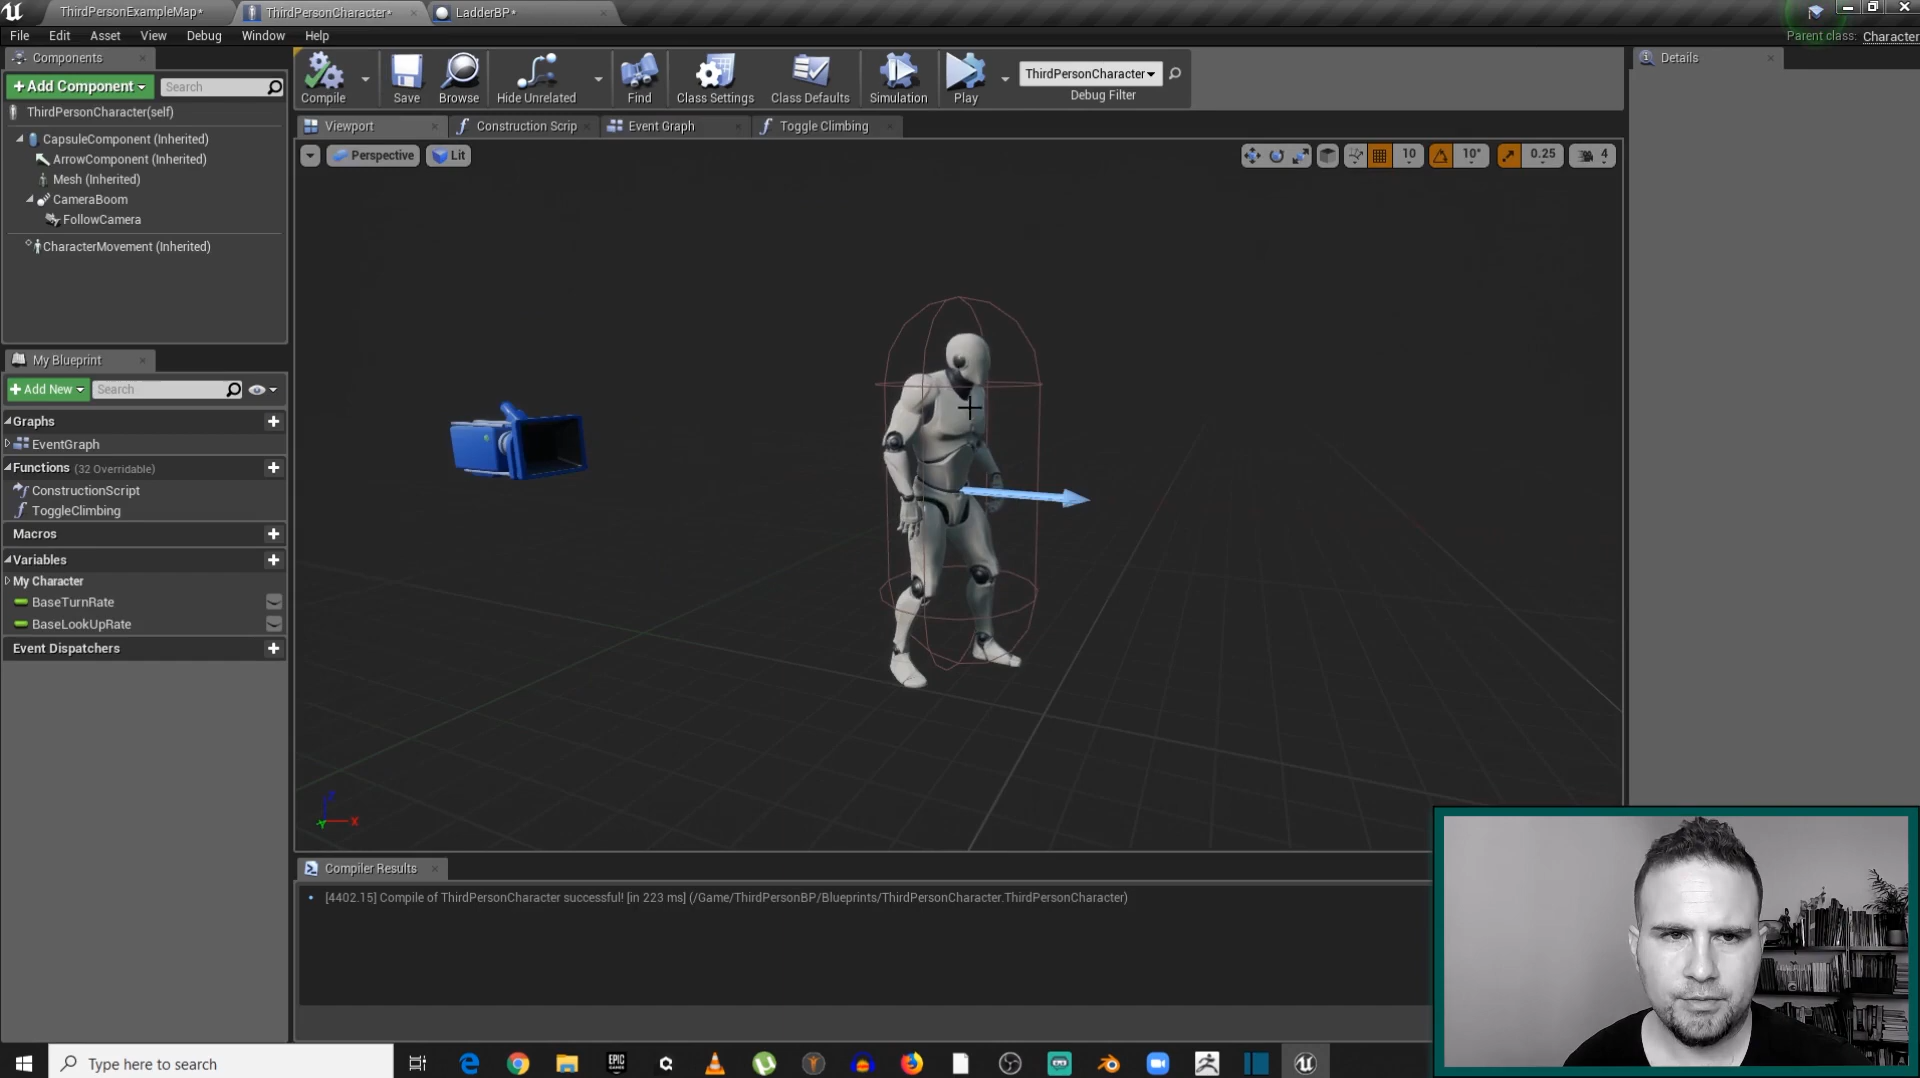 ThirdPersonExampleMap*
ThirdPersonCharacter*
LadderBP*
File Edit Asset View Debug Window Help
Parent class: Character
Components
+Add Component
Search
ThirdPersonCharacter(self)
CapsuleComponent (Inherited)
ArrowComponent (Inherited)
Mesh (Inherited)
CameraBoom
FollowCamera
CharacterMovement (Inherited)
My Blueprint
+Add New
Search
Graphs
EventGraph
Functions (32 Overridable)
ConstructionScript
ToggleClimbing
Macros
Variables
My Character
BaseTurnRate
BaseLookUpRate
Event Dispatchers
Compile Save Browse Hide Unrelated Find Class Settings Class Defaults Simulation Play
ThirdPersonCharacter
Debug Filter
Viewport Construction Scrip Event Graph Toggle Climbing
Perspective Lit
10 10° 0.25 4
X
Compiler Results
[4402.15] Compile of ThirdPersonCharacter successful! [in 223 ms] (/Game/ThirdPersonBP/Blueprints/ThirdPersonCharacter.ThirdPersonCharacter)
Details
Type here to search
EPIC GAMES